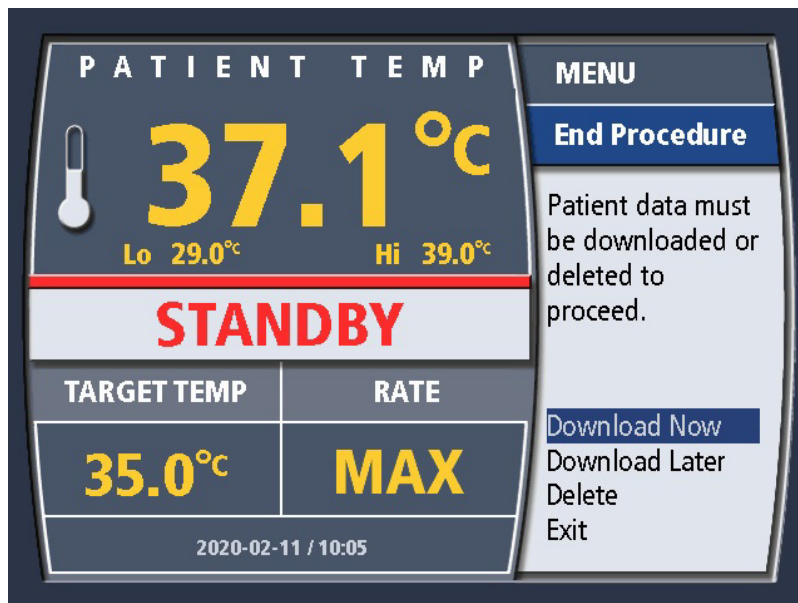 PATIENT TEMP
37.1°C
Lo 29.0°C Hi 39.0°C
STANDBY
TARGET TEMP RATE
35.0°C MAX
2020-02-11 / 10:05
MENU
End Procedure
Patient data must
be downloaded or
deleted to
proceed.
Download Now
Download Later
Delete
Exit